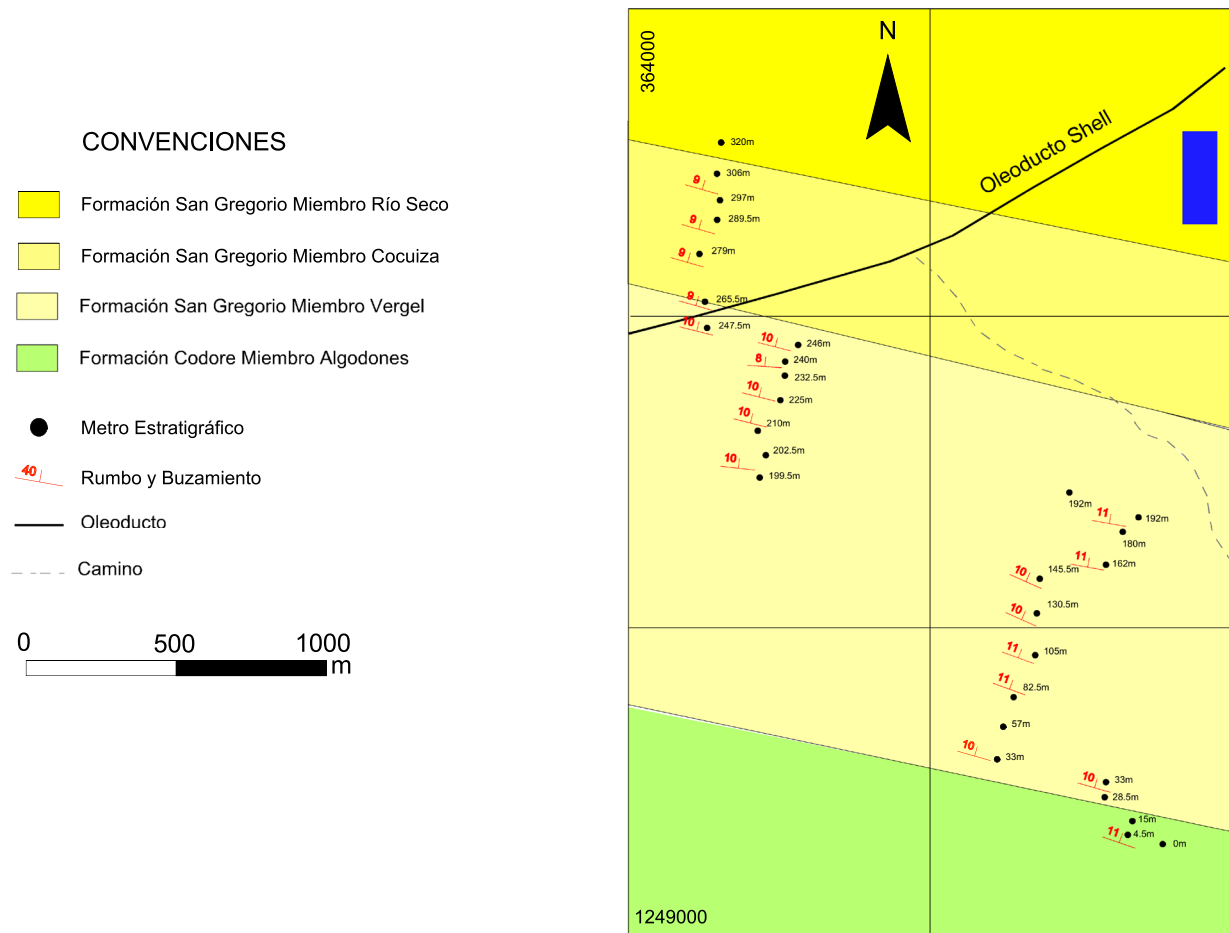 CONVENCIONES
Formación San Gregorio Miembro Río Seco
Formación San Gregorio Miembro Cocuiza
Formación San Gregorio Miembro Vergel
Formación Codore Miembro Algodones
Metro Estratigráfico
40
Rumbo y Buzamiento
Oleoducto
Camino
0 500 1000
m
364000
N
Oleoducto Shell
320m
306m
9
297m
289.5m
9
279m
9
265.5m
9
247.5m
10
246m
10
240m
8
232.5m
225m
10
210m
10
202.5m
199.5m
10
192m
192m
11
180m
162m
11
145.5m
10
130.5m
10
105m
11
82.5m
11
57m
33m
10
33m
10
28.5m
15m
4.5m
11
0m
1249000